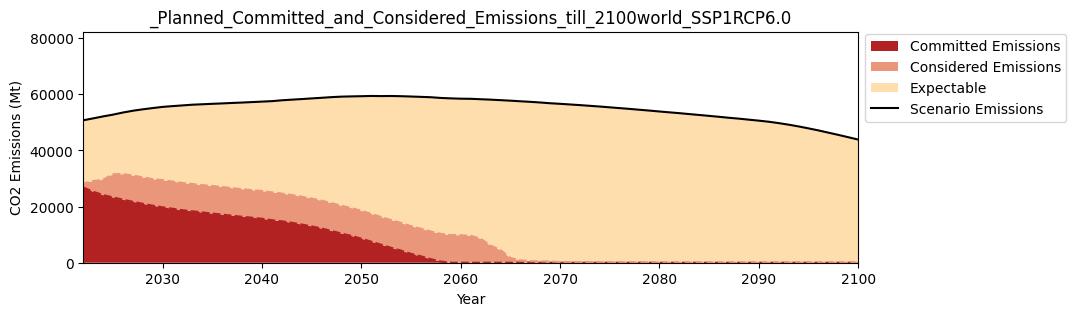 _Planned_Committed_and_Considered_Emissions_till_2100world_SSP1RCP6.0
80000
60000
40000
20000
0
CO2 Emissions (Mt)
2030 2040 2050 2060 2070 2080 2090 2100
Year
Committed Emissions
Considered Emissions
Expectable
Scenario Emissions